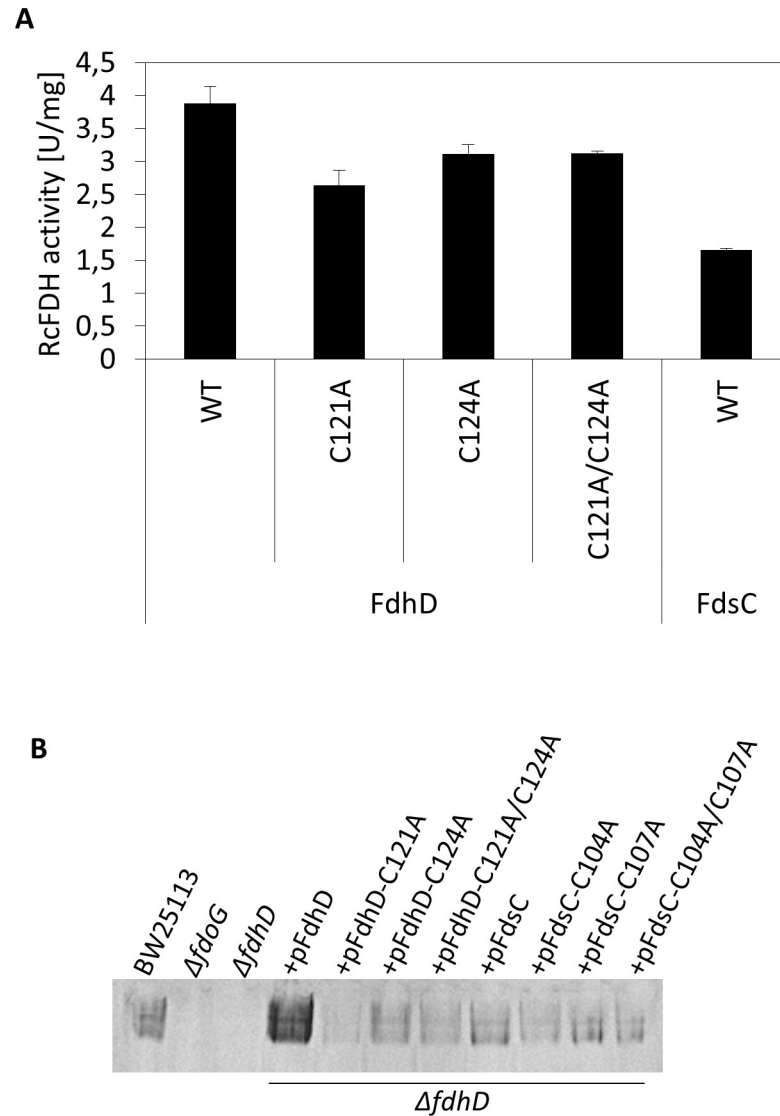 A
RcFDH activity [U/mg]
4,5
4
3,5
3
2,5
2
1,5
1
0,5
0
WT
C121A
C124A
C121A/C124A
WT
FdhD
FdsC
B
BW25113
ΔfdoG
ΔfdhD
+pFdhD
+pFdhD-C121A
+pFdhD-C124A
+pFdhD-C121A/C124A
+pFdsC
+pFdsC-C104A
+pFdsC-C107A
+pFdsC-C104A/C107A
ΔfdhD